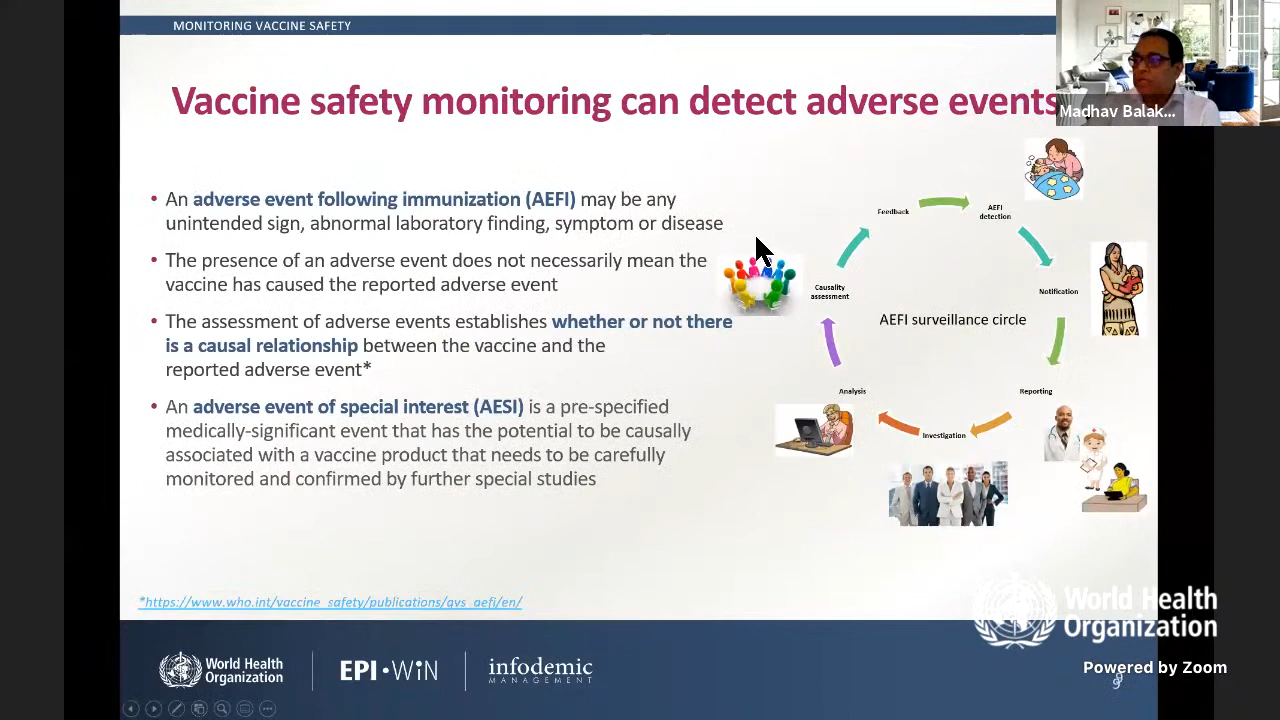 MONITORING VACCINE SAFETY
Vaccine safety monitoring can detect adverse events
Madhav Balak...
• An adverse event following immunization (AEFI) may be any
unintended sign, abnormal laboratory finding, symptom or disease
• The presence of an adverse event does not necessarily mean the
vaccine has caused the reported adverse event
• The assessment of adverse events establishes whether or not there
is a causal relationship between the vaccine and the
reported adverse event*
• An adverse event of special interest (AESI) is a pre-specified
medically-significant event that has the potential to be causally
associated with a vaccine product that needs to be carefully
monitored and confirmed by further special studies
Feedback
AEFI
detection
Causality
assessment
Notification
AEFI surveillance circle
Analysis
Reporting
Investigation
*https://www.who.int/vaccine_safety/publications/gvs_aefi/en/
World Health
Organization
EPI•WiN
infodemic
MANAGEMENT
World Health
Organization
Powered by Zoom
9